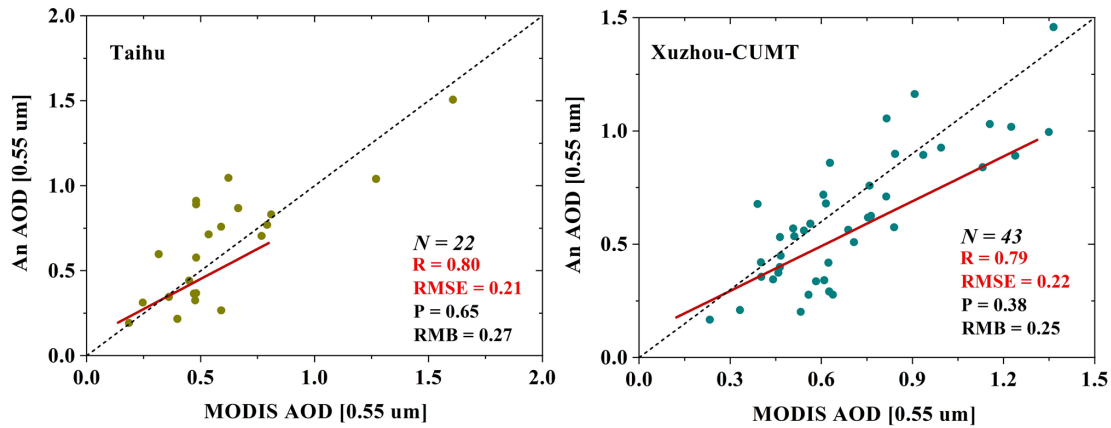 Taihu
An AOD [0.55 um]
2.0
1.5
1.0
0.5
0.0
N = 22
R = 0.80
RMSE = 0.21
P = 0.65
RMB = 0.27
0.0 0.5 1.0 1.5 2.0
MODIS AOD [0.55 um]
Xuzhou-CUMT
An AOD [0.55 um]
1.5
1.0
0.5
0.0
N = 43
R = 0.79
RMSE = 0.22
P = 0.38
RMB = 0.25
0.0 0.3 0.6 0.9 1.2 1.5
MODIS AOD [0.55 um]